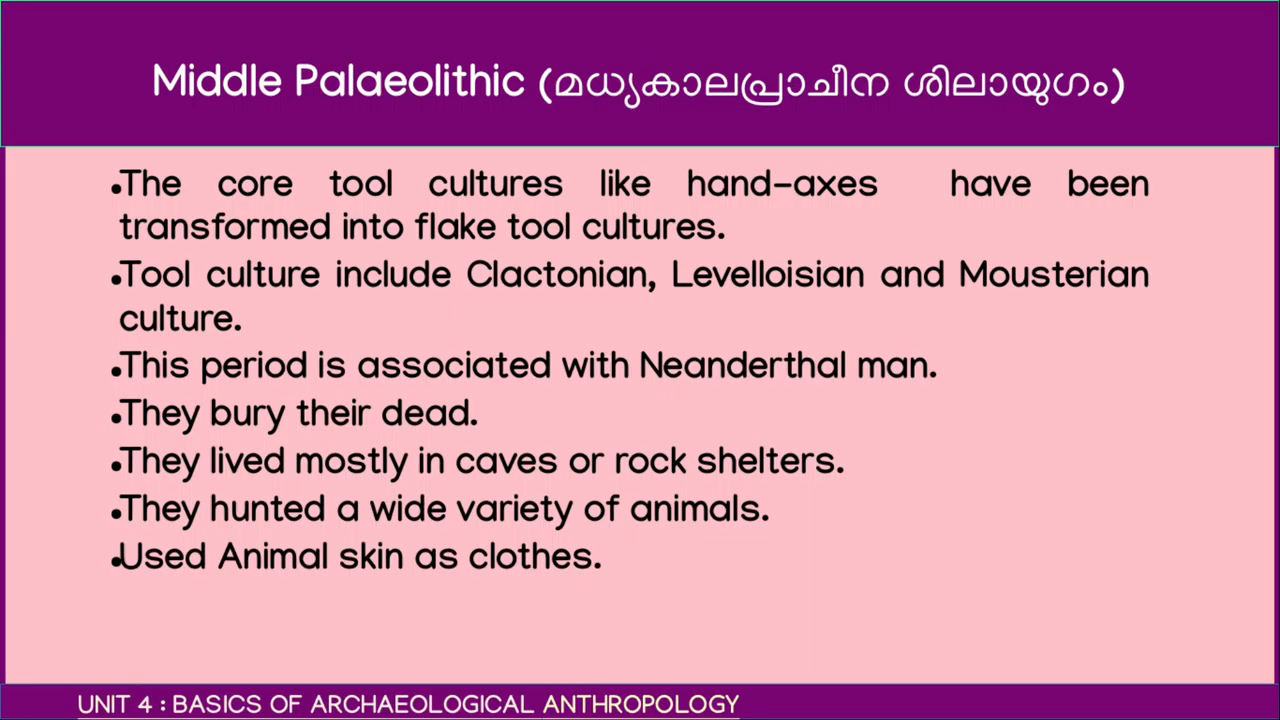 Middle Palaeolithic (മധ്യകാലപ്രാചീന ശിലായുഗം)
•The core tool cultures like hand-axes have been
transformed into flake tool cultures.
•Tool culture include Clactonian, Levelloisian and Mousterian
culture.
•This period is associated with Neanderthal man.
•They bury their dead.
•They lived mostly in caves or rock shelters.
•They hunted a wide variety of animals.
•Used Animal skin as clothes.
UNIT 4 : BASICS OF ARCHAEOLOGICAL ANTHROPOLOGY